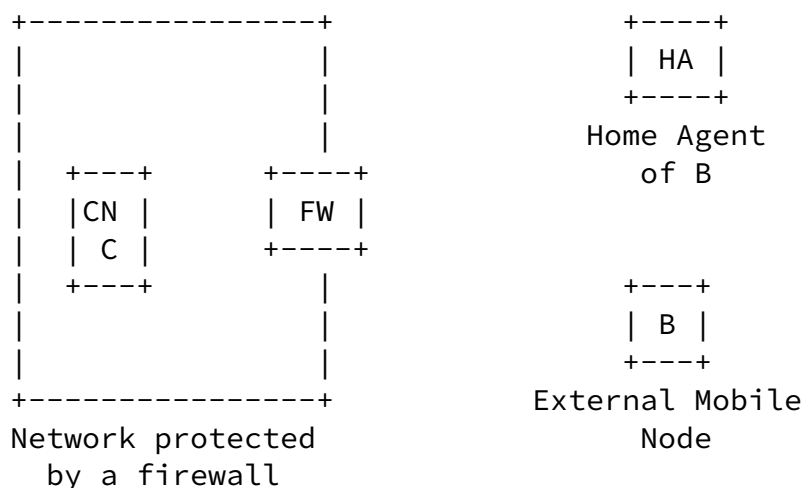 HA
Home Agent
of B
CN
C
FW
B
External Mobile
Node
Network protected
by a firewall